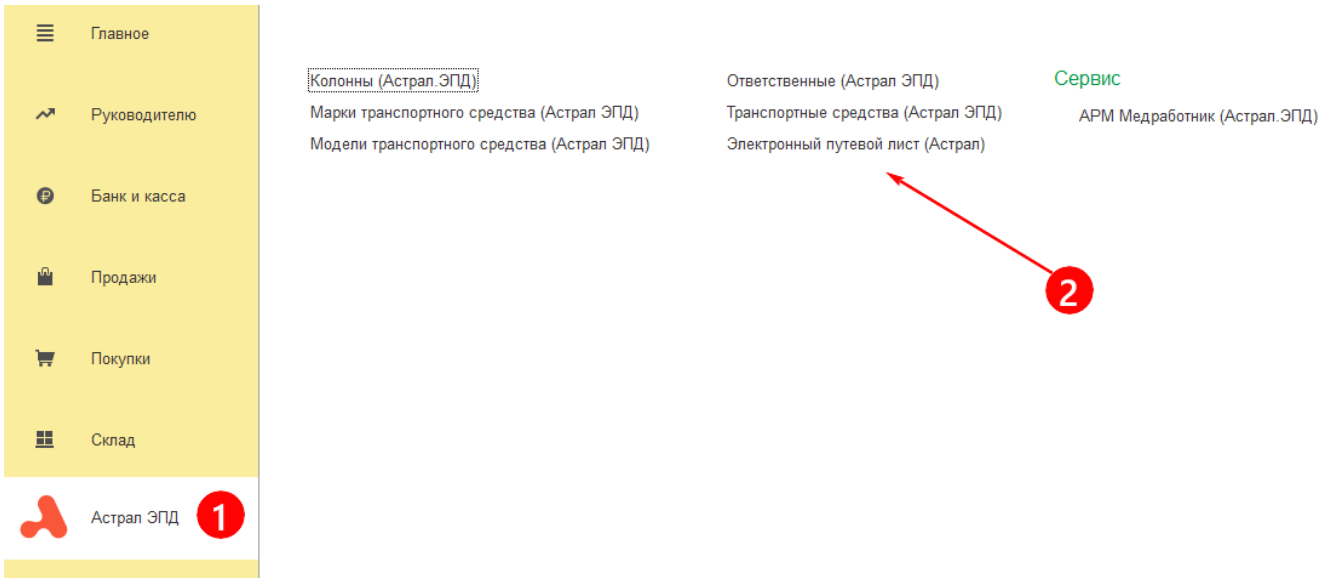 Главное
Руководителю
Банк и касса
Продажи
Покупки
Склад
Астрал ЭПД
1
Колонны (Астрал.ЭПД)
Марки транспортного средства (Астрал ЭПД)
Модели транспортного средства (Астрал ЭПД)
Ответственные (Астрал ЭПД)
Транспортные средства (Астрал ЭПД)
Электронный путевой лист (Астрал)
2
Сервис
АРМ Медработник (Астрал.ЭПД)